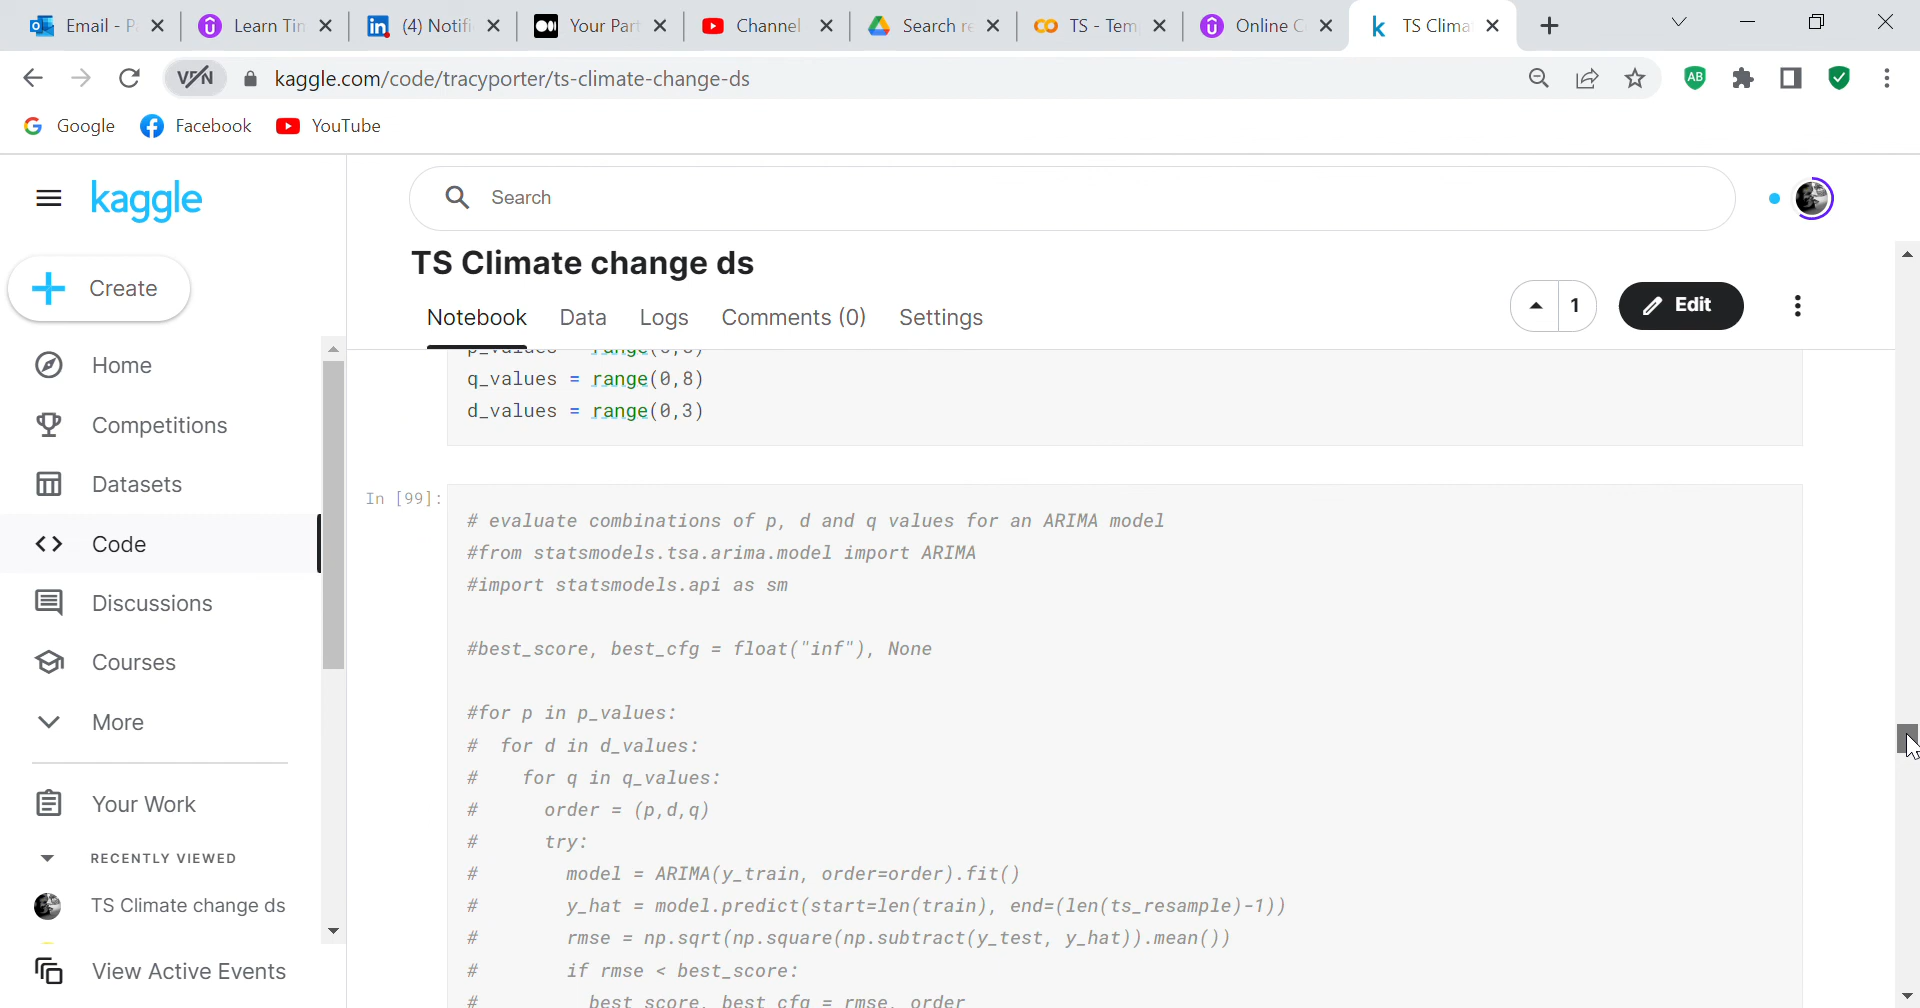 Email - P
Learn Tin
(4) Notifi
Your Part
Channel
Search re
TS - Tem
Online C
TS Clima
VPN
kaggle.com/code/tracyporter/ts-climate-change-ds
AB
Google
Facebook
YouTube
kaggle
Search
Create
TS Climate change ds
Notebook
Data
Logs
Comments (0)
Settings
1
Edit
Home
Competitions
Datasets
Code
Discussions
Courses
More
Your Work
RECENTLY VIEWED
TS Climate change ds
View Active Events
q_values = range(0,8)
d_values = range(0,3)
In [99]:
# evaluate combinations of p, d and q values for an ARIMA model
#from statsmodels.tsa.arima.model import ARIMA
#import statsmodels.api as sm
#best_score, best_cfg = float("inf"), None
#for p in p_values:
# for d in d_values:
# for q in q_values:
# order = (p,d,q)
# try:
# model = ARIMA(y_train, order=order).fit()
# y_hat = model.predict(start=len(train), end=(len(ts_resample)-1))
# rmse = np.sqrt(np.square(np.subtract(y_test, y_hat)).mean())
# if rmse < best_score:
# best_score, best_cfg = rmse, order